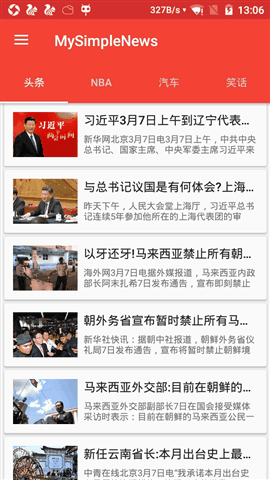 327B/s 13:06
MySimpleNews
头条 NBA 汽车 笑话
习近平3月7日上午到辽宁代表...
新华网北京3月7电3月7日上午，中共中央
总书记、国家主席、中央军委主席习近平来
与总书记议国是有何体会?上海...
昨天下午，人民大会堂上海厅，习近平总书
记连续5年参加他所在的上海代表团的审
以牙还牙!马来西亚禁止所有朝...
海外网3月7日电据外媒报道，马来西亚内政
部长阿末扎希7日发布通告，宣布即刻禁止
朝外务省宣布暂时禁止所有马...
新华社快讯：据朝中社报道，朝鲜外务省仪
礼局7日发布通告，宣布暂时禁止朝鲜境
马来西亚外交部:目前在朝鲜的...
马来西亚外交部副部长7日在国会接受媒体
采访时表示：目前在朝鲜的马来西亚公民一
新任云南省长:本月出台史上最...
中青在线北京3月7日电"我承诺本月出台史